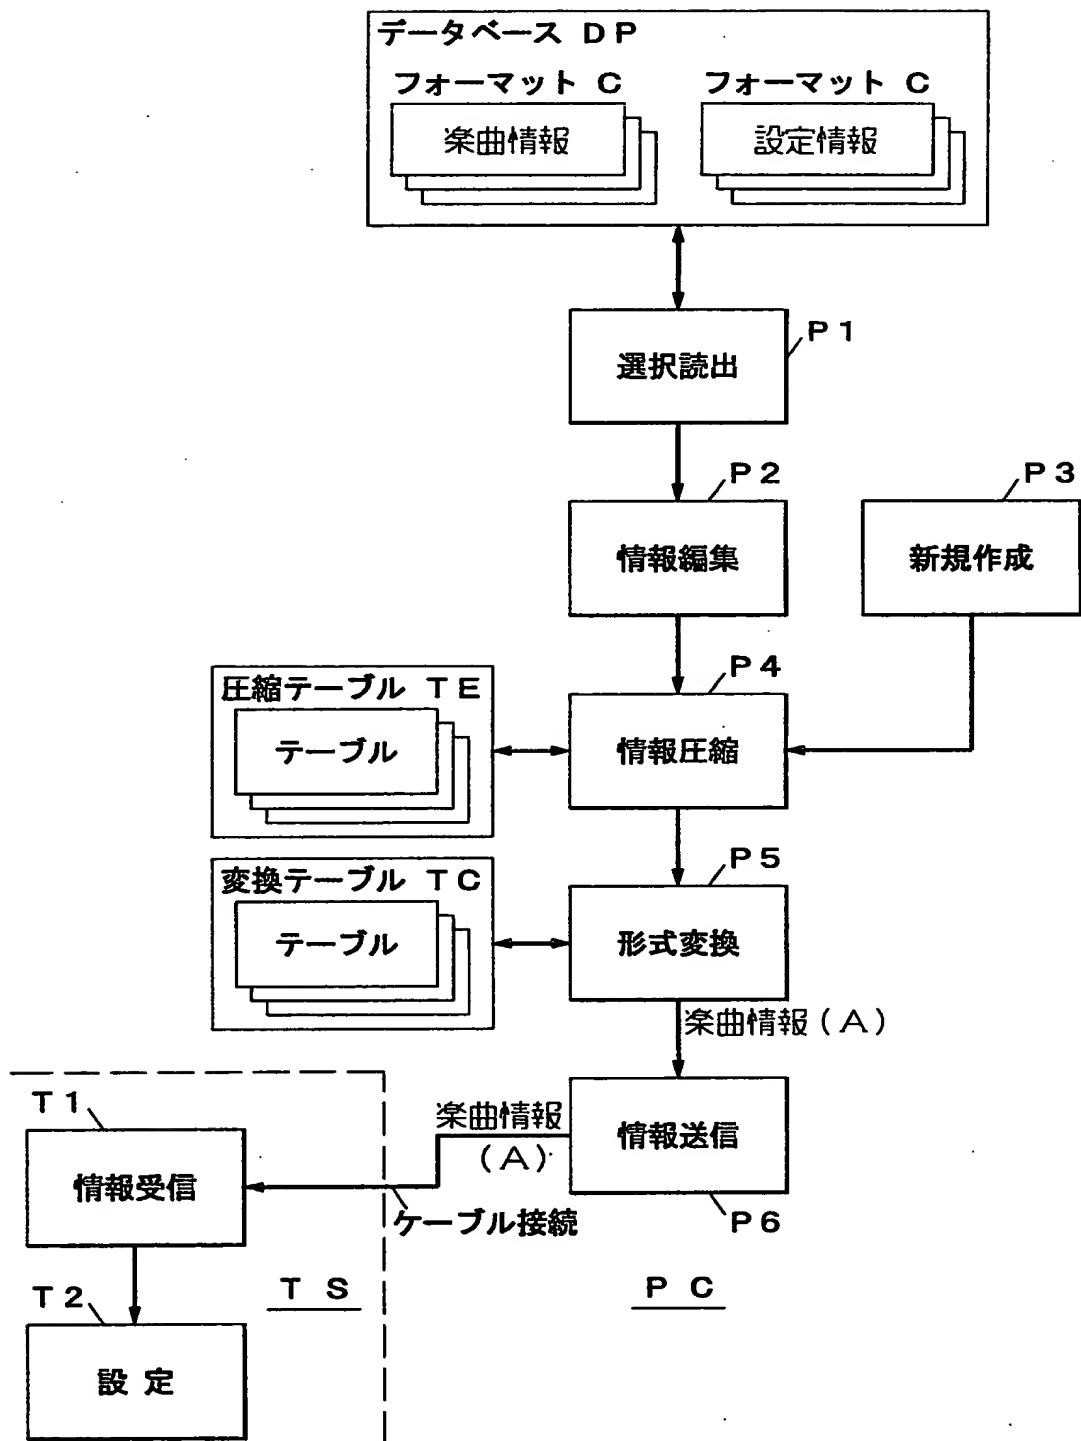 データベース DP
フォーマット C
フォーマット C
楽曲情報
設定情報
P1
選択読出
P2
P3
情報編集
新規作成
P4
圧縮テーブル TE
テーブル
情報圧縮
P5
変換テーブル TC
テーブル
形式変換
楽曲情報(A)
T1
楽曲情報
(A)
情報送信
情報受信
ケーブル接続
P6
TS
PC
T2
設定